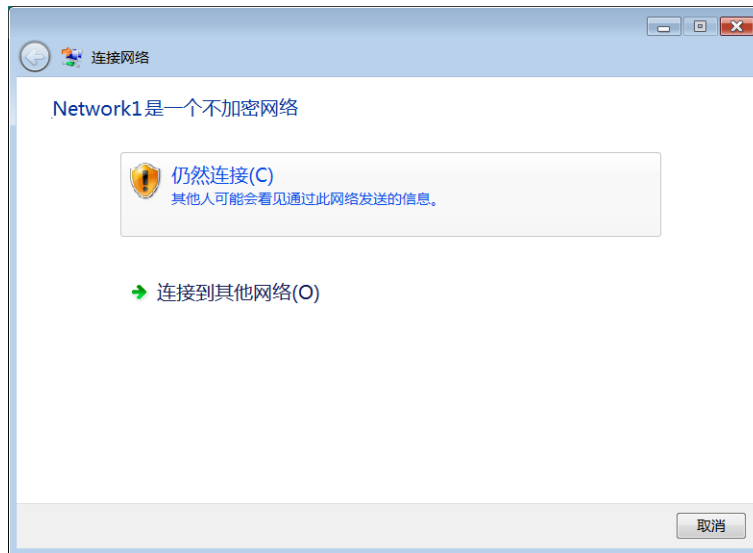 连接网络
Network1是一个不加密网络
仍然连接(C)
其他人可能会看见通过此网络发送的信息。
连接到其他网络(O)
取消